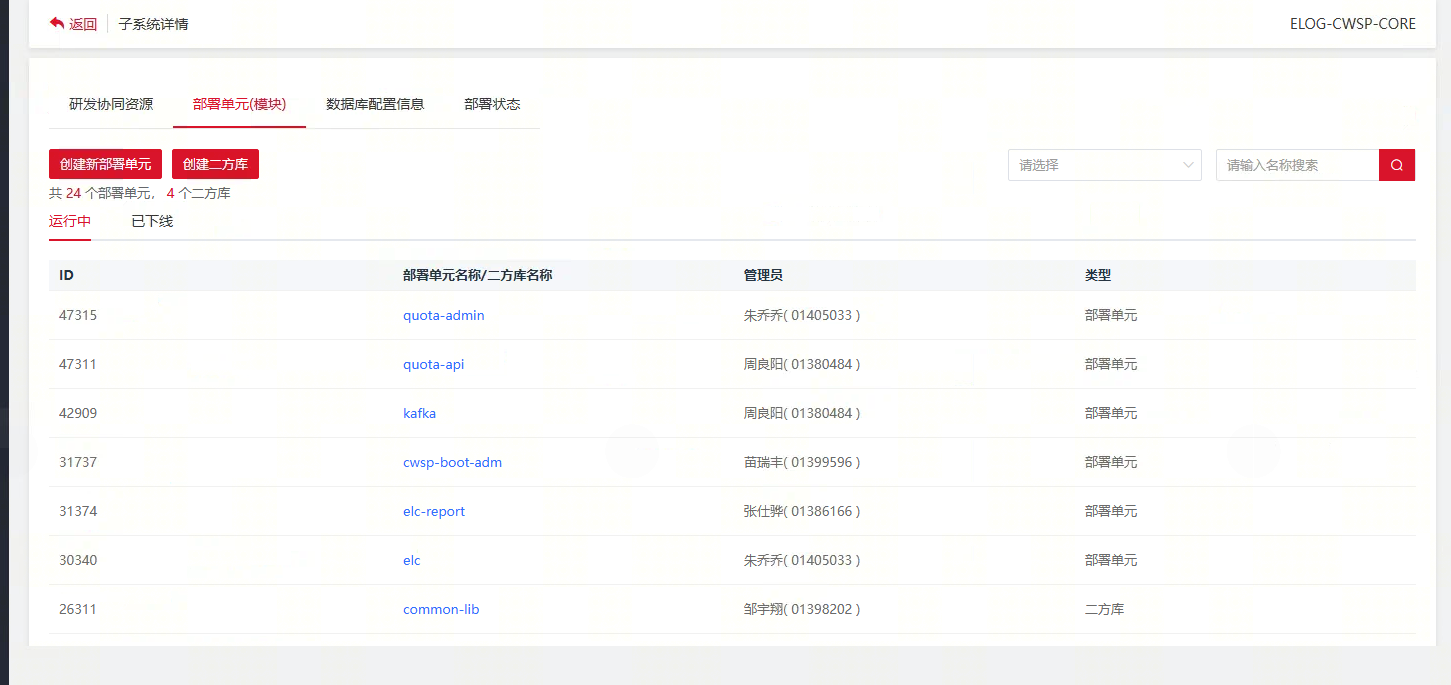 返回 子系统详情 ELOG-CWSP-CORE
研发协同资源 部署单元(模块) 数据库配置信息 部署状态
创建新部署单元 创建二方库 请选择 请输入名称搜索
共 24 个部署单元, 4 个二方库
运行中 已下线
ID 部署单元名称/二方库名称 管理员 类型
47315 quota-admin 朱乔乔( 01405033 ) 部署单元
47311 quota-api 周良阳( 01380484 ) 部署单元
42909 kafka 周良阳( 01380484 ) 部署单元
31737 cwsp-boot-adm 苗瑞丰( 01399596 ) 部署单元
31374 elc-report 张仕骅( 01386166 ) 部署单元
30340 elc 朱乔乔( 01405033 ) 部署单元
26311 common-lib 邹宇翔( 01398202 ) 二方库